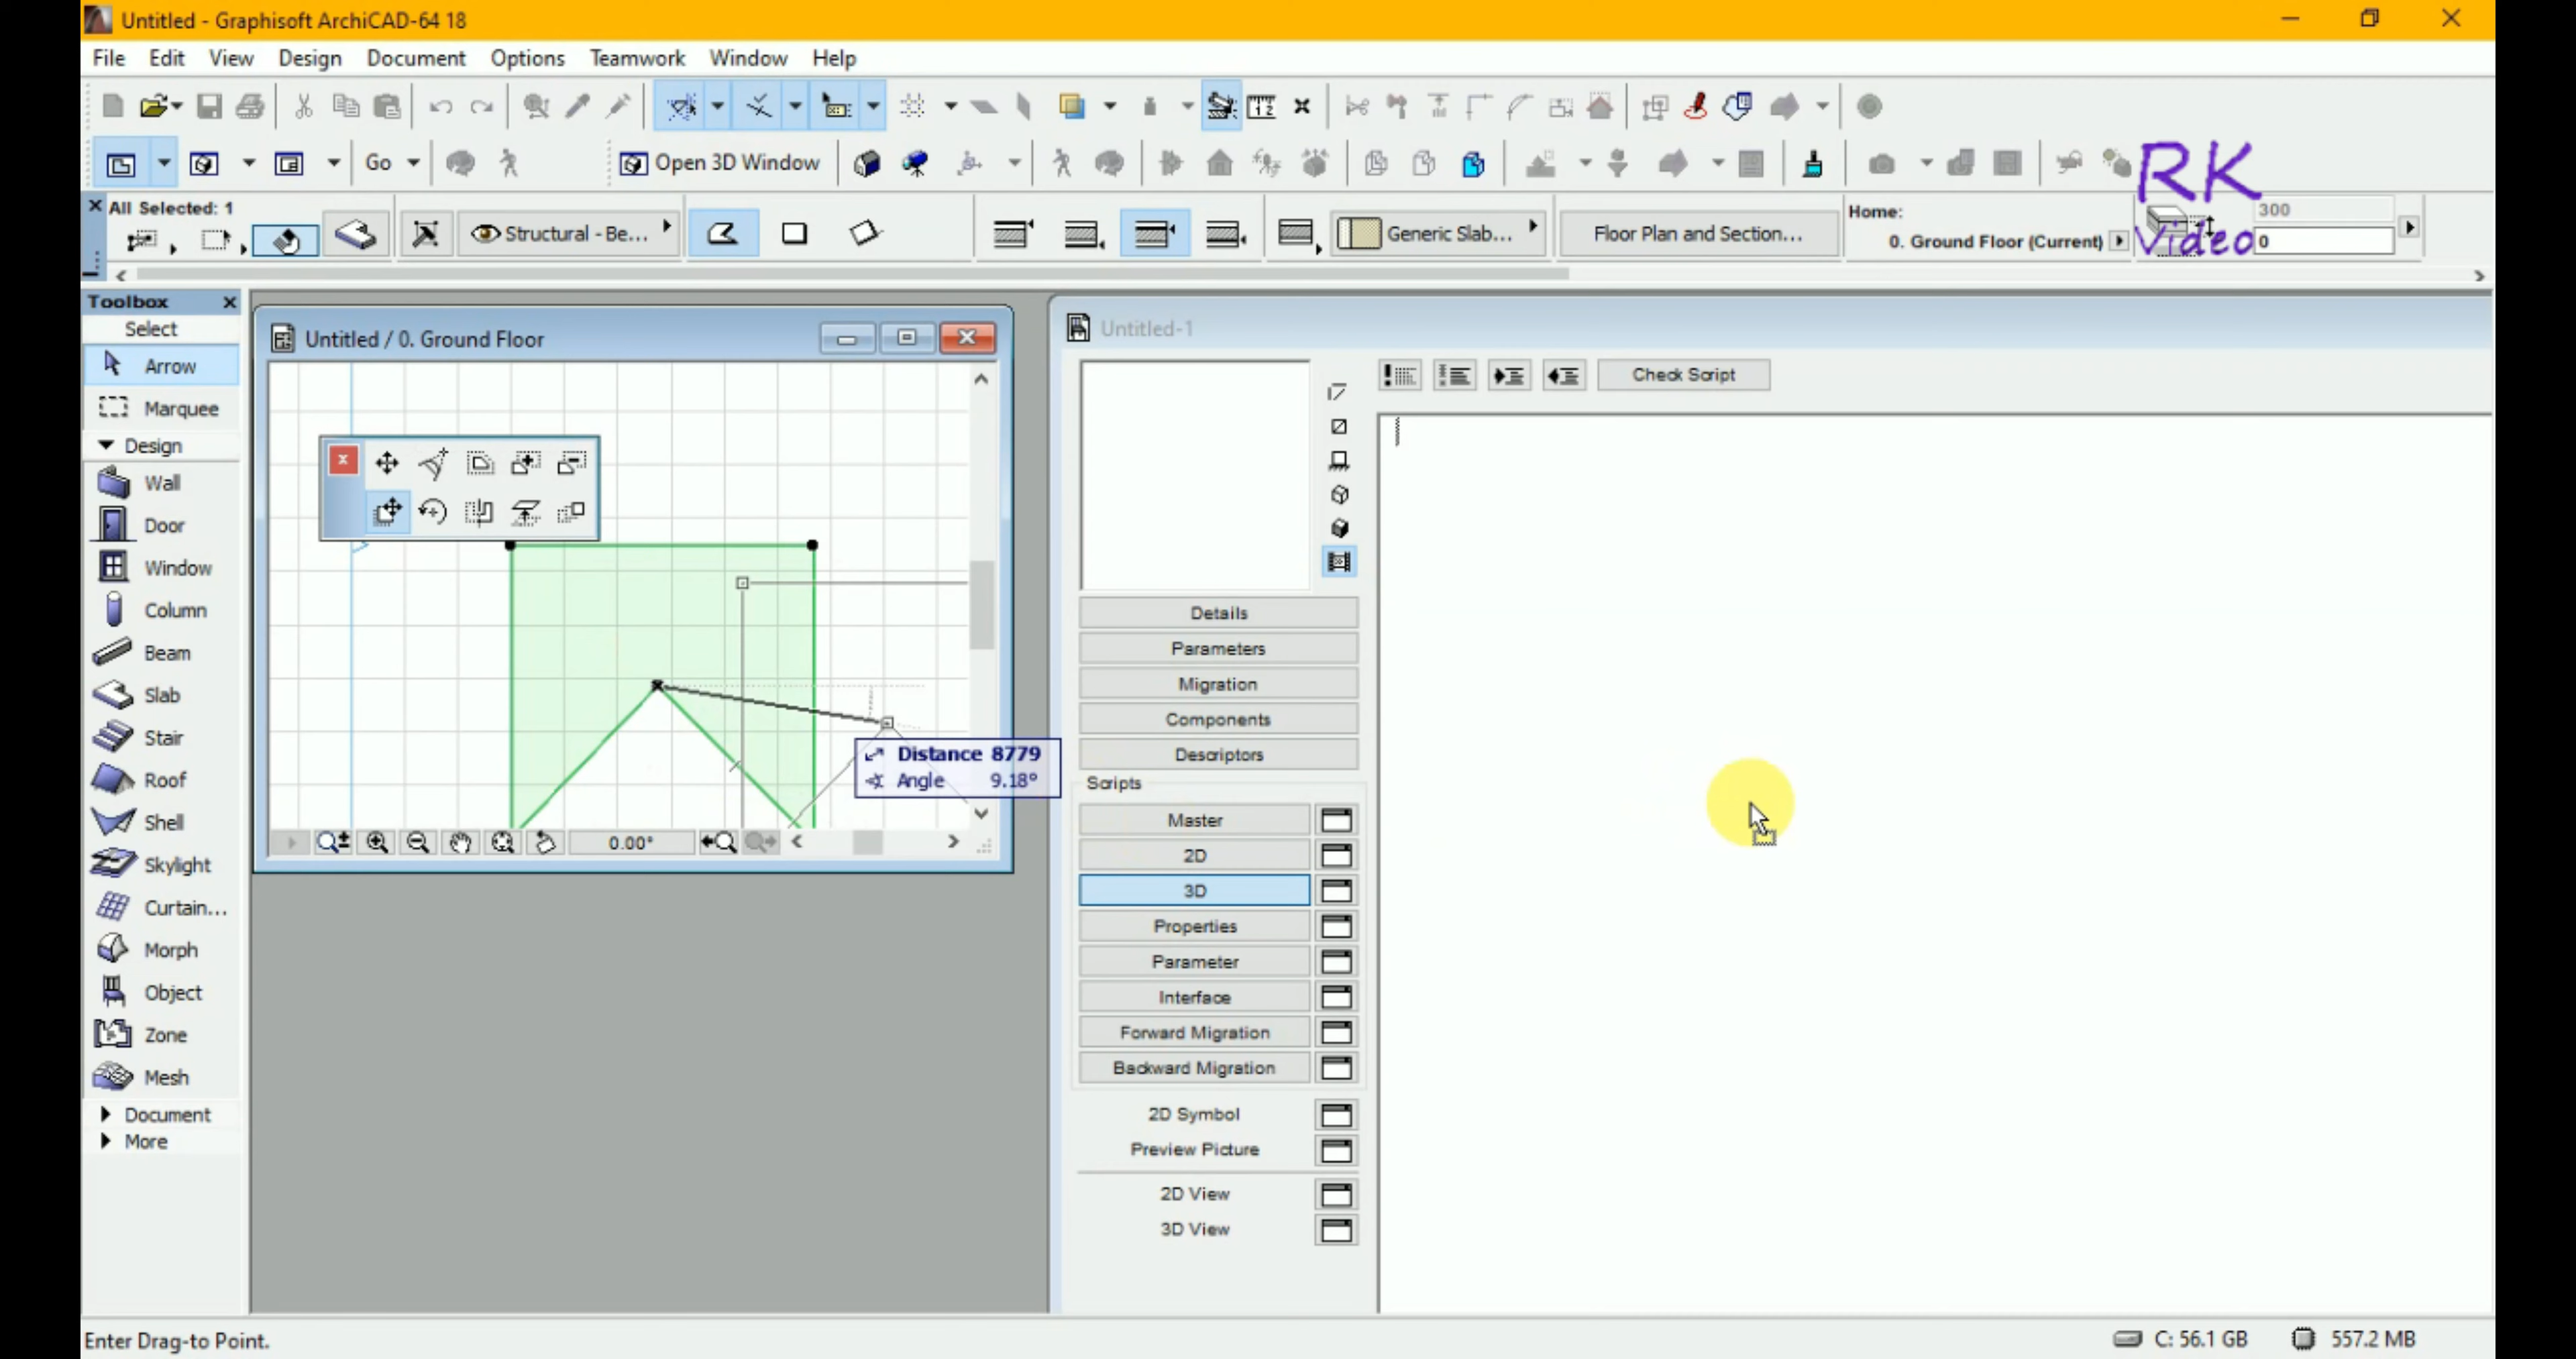 Untitled - Graphisoft ArchiCAD-64 18
File Edit View Design Document Options Teamwork Window Help
Go
Open 3D Window
RK
Video
All Selected: 1
Structural - Be...
Generic Slab...
Floor Plan and Section...
Home:
0. Ground Floor (Current)
300
0
Toolbox
Select
Arrow
Marquee
Design
Wall
Door
Window
Column
Beam
Slab
Stair
Roof
Shell
Skylight
Curtain...
Morph
Object
Zone
Mesh
Document
More
Untitled / 0. Ground Floor
Distance 8779
Angle 9.18°
0.00°
Untitled-1
Check Script
Details
Parameters
Migration
Components
Descriptors
Scripts
Master
2D
3D
Properties
Parameter
Interface
Forward Migration
Backward Migration
2D Symbol
Preview Picture
2D View
3D View
Enter Drag-to Point.
C: 56.1 GB
557.2 MB